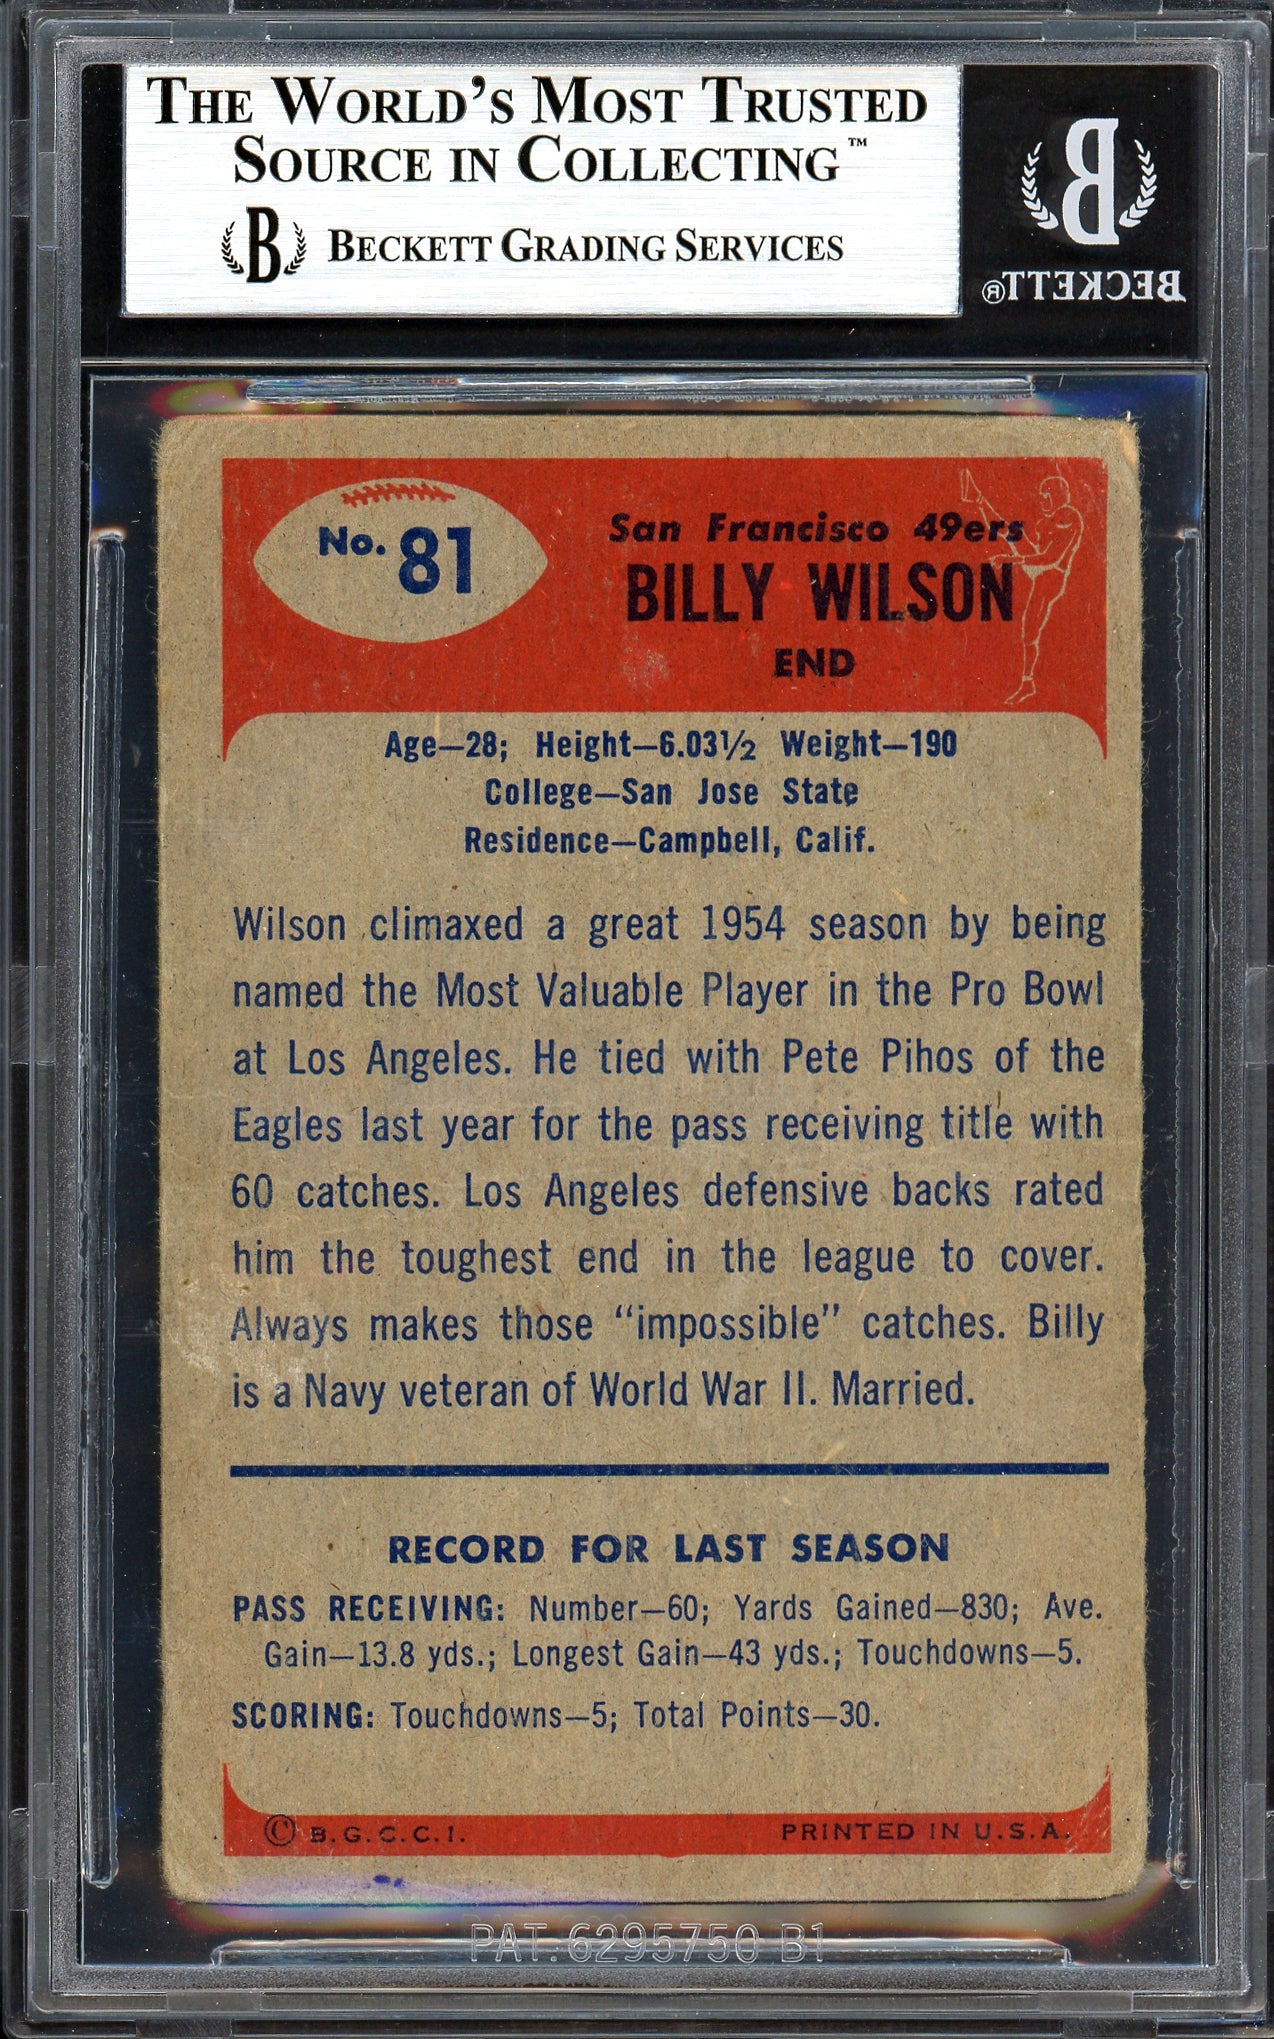 THE WORLD'S MOST TRUSTED
SOURCE IN COLLECTING™
B BECKETT GRADING SERVICES
B
BECKETT®
No. 81
San Francisco 49ers
BILLY WILSON
END
Age—28; Height—6.03½ Weight—190
College—San Jose State
Residence—Campbell, Calif.
Wilson climaxed a great 1954 season by being
named the Most Valuable Player in the Pro Bowl
at Los Angeles. He tied with Pete Pihos of the
Eagles last year for the pass receiving title with
60 catches. Los Angeles defensive backs rated
him the toughest end in the league to cover.
Always makes those “impossible” catches. Billy
is a Navy veteran of World War II. Married.
RECORD FOR LAST SEASON
PASS RECEIVING: Number—60; Yards Gained—830; Ave.
Gain—13.8 yds.; Longest Gain—43 yds.; Touchdowns—5.
SCORING: Touchdowns—5; Total Points—30.
© B.G.C.C.I. PRINTED IN U.S.A.
PAT. 6295750 B1